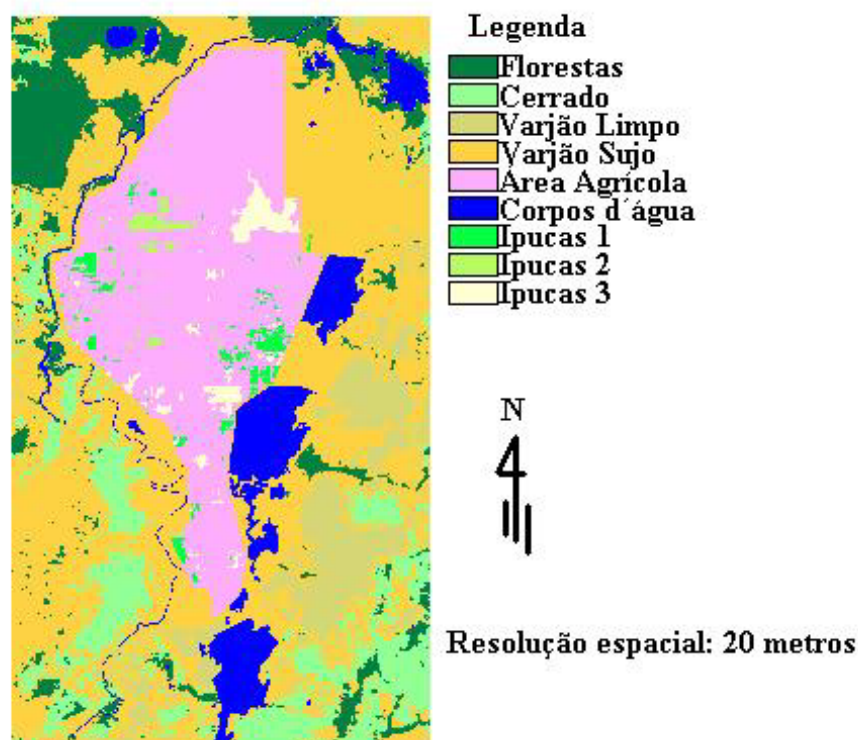 Legenda
Florestas
Cerrado
Varjão Limpo
Varjão Sujo
Area Agrícola
Corpos d´água
Ipucas 1
Ipucas 2
Ipucas 3
N
Resolução espacial: 20 metros